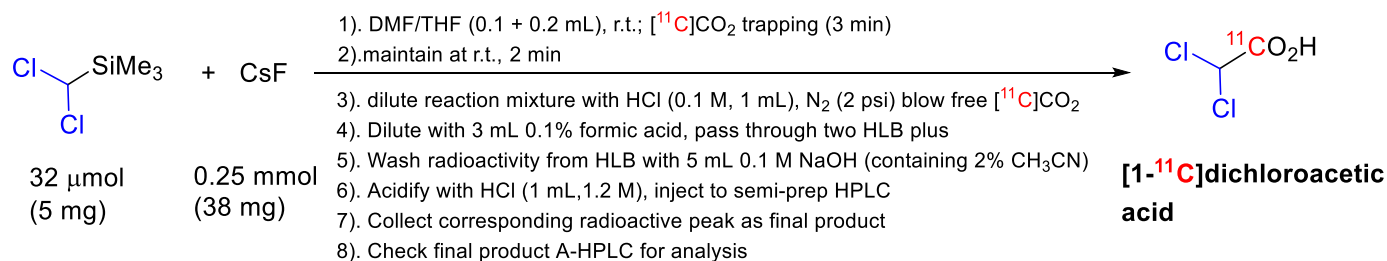 1). DMF/THF (0.1 + 0.2 mL), r.t.; [¹¹C]CO₂ trapping (3 min)
2).maintain at r.t., 2 min
Cl
SiMe₃
Cl
+ CsF
3). dilute reaction mixture with HCl (0.1 M, 1 mL), N₂ (2 psi) blow free [¹¹C]CO₂
4). Dilute with 3 mL 0.1% formic acid, pass through two HLB plus
5). Wash radioactivity from HLB with 5 mL 0.1 M NaOH (containing 2% CH₃CN)
6). Acidify with HCl (1 mL,1.2 M), inject to semi-prep HPLC
7). Collect corresponding radioactive peak as final product
8). Check final product A-HPLC for analysis
32 μmol
(5 mg)
0.25 mmol
(38 mg)
Cl
¹¹CO₂H
Cl
[1-¹¹C]dichloroacetic
acid